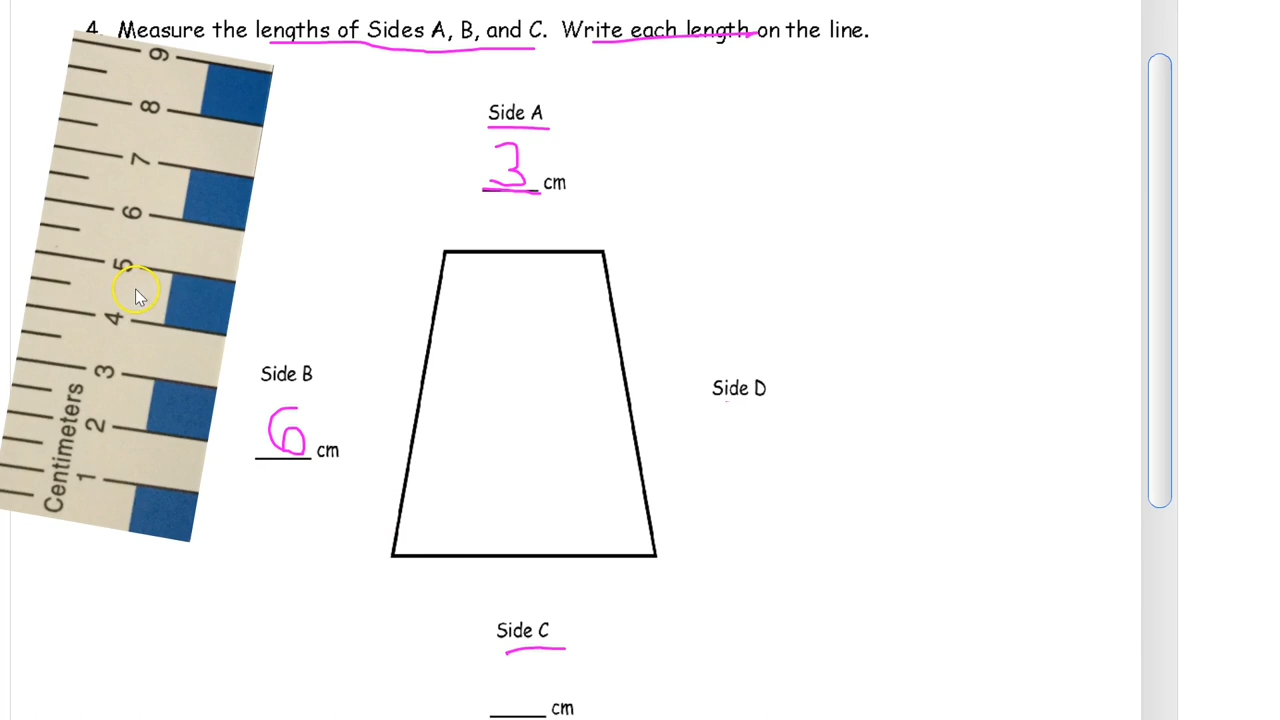 4. Measure the lengths of Sides A, B, and C. Write each length on the line.
9
8
7
6
5
4
3
2
1
Centimeters
Side A
3 cm
Side B
6 cm
Side D
Side C
____ cm